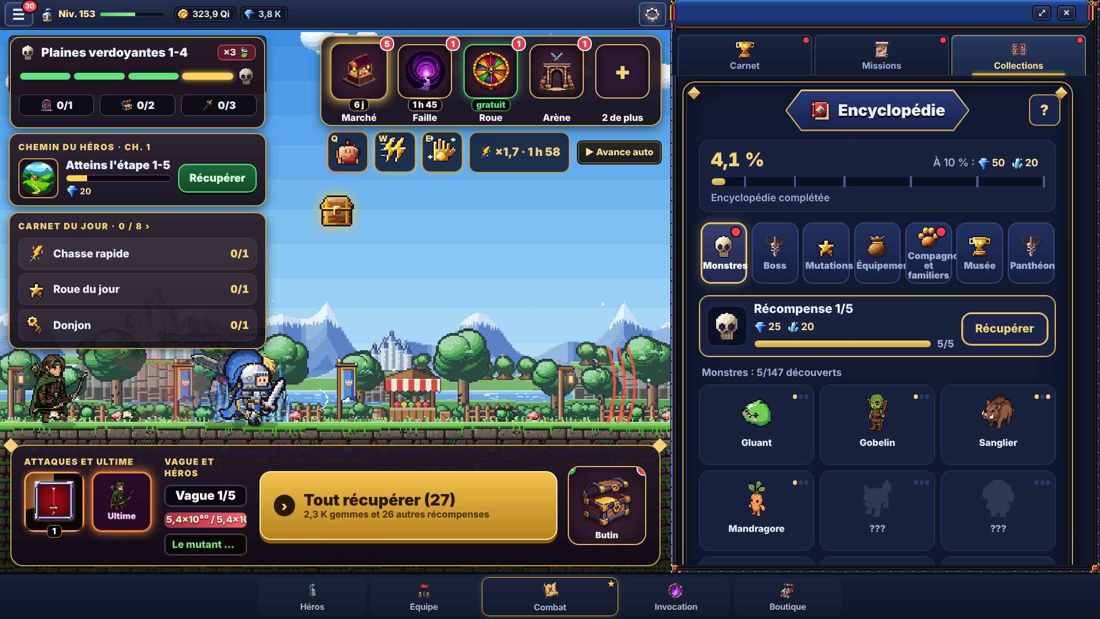 30
Niv. 153
323,9 Qi
3,8 K
Plaines verdoyantes 1-4
×3
0/1
0/2
0/3
CHEMIN DU HÉROS · CH. 1
Atteins l'étape 1-5
20
Récupérer
CARNET DU JOUR · 0 / 8 ›
Chasse rapide
0/1
Roue du jour
0/1
Donjon
0/1
5
6 j
Marché
1
1 h 45
Faille
1
gratuit
Roue
1
Arène
+
2 de plus
Q
W
E
×1,7 · 1 h 58
Avance auto
ATTAQUES ET ULTIME
1
Ultime
VAGUE ET
HÉROS
Vague 1/5
Le mutant ...
Tout récupérer (27)
2,3 K gemmes et 26 autres récompenses
Butin
Héros
Équipe
Combat
Invocation
Boutique
Carnet
Missions
Collections
Encyclopédie
?
4,1 %
À 10 % : 50 20
Encyclopédie complétée
Monstres
Boss
Mutations
Équipemen
Compagno
et
familiers
Musée
Panthéon
Récompense 1/5
25 20
5/5
Récupérer
Monstres : 5/147 découverts
Gluant
Gobelin
Sanglier
Mandragore
???
???